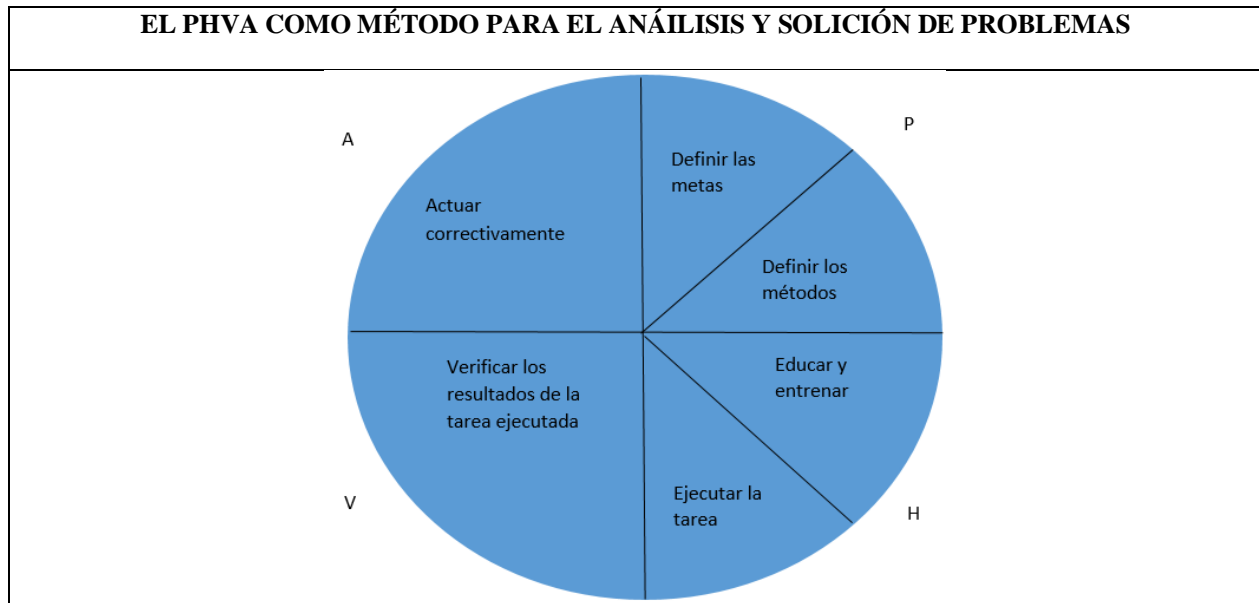 EL PHVA COMO MÉTODO PARA EL ANÁILISIS Y SOLICIÓN DE PROBLEMAS
A
P
Definir las
metas
Actuar
correctivamente
Definir los
métodos
Verificar los
resultados de la
tarea ejecutada
Educar y
entrenar
Ejecutar la
tarea
V
H